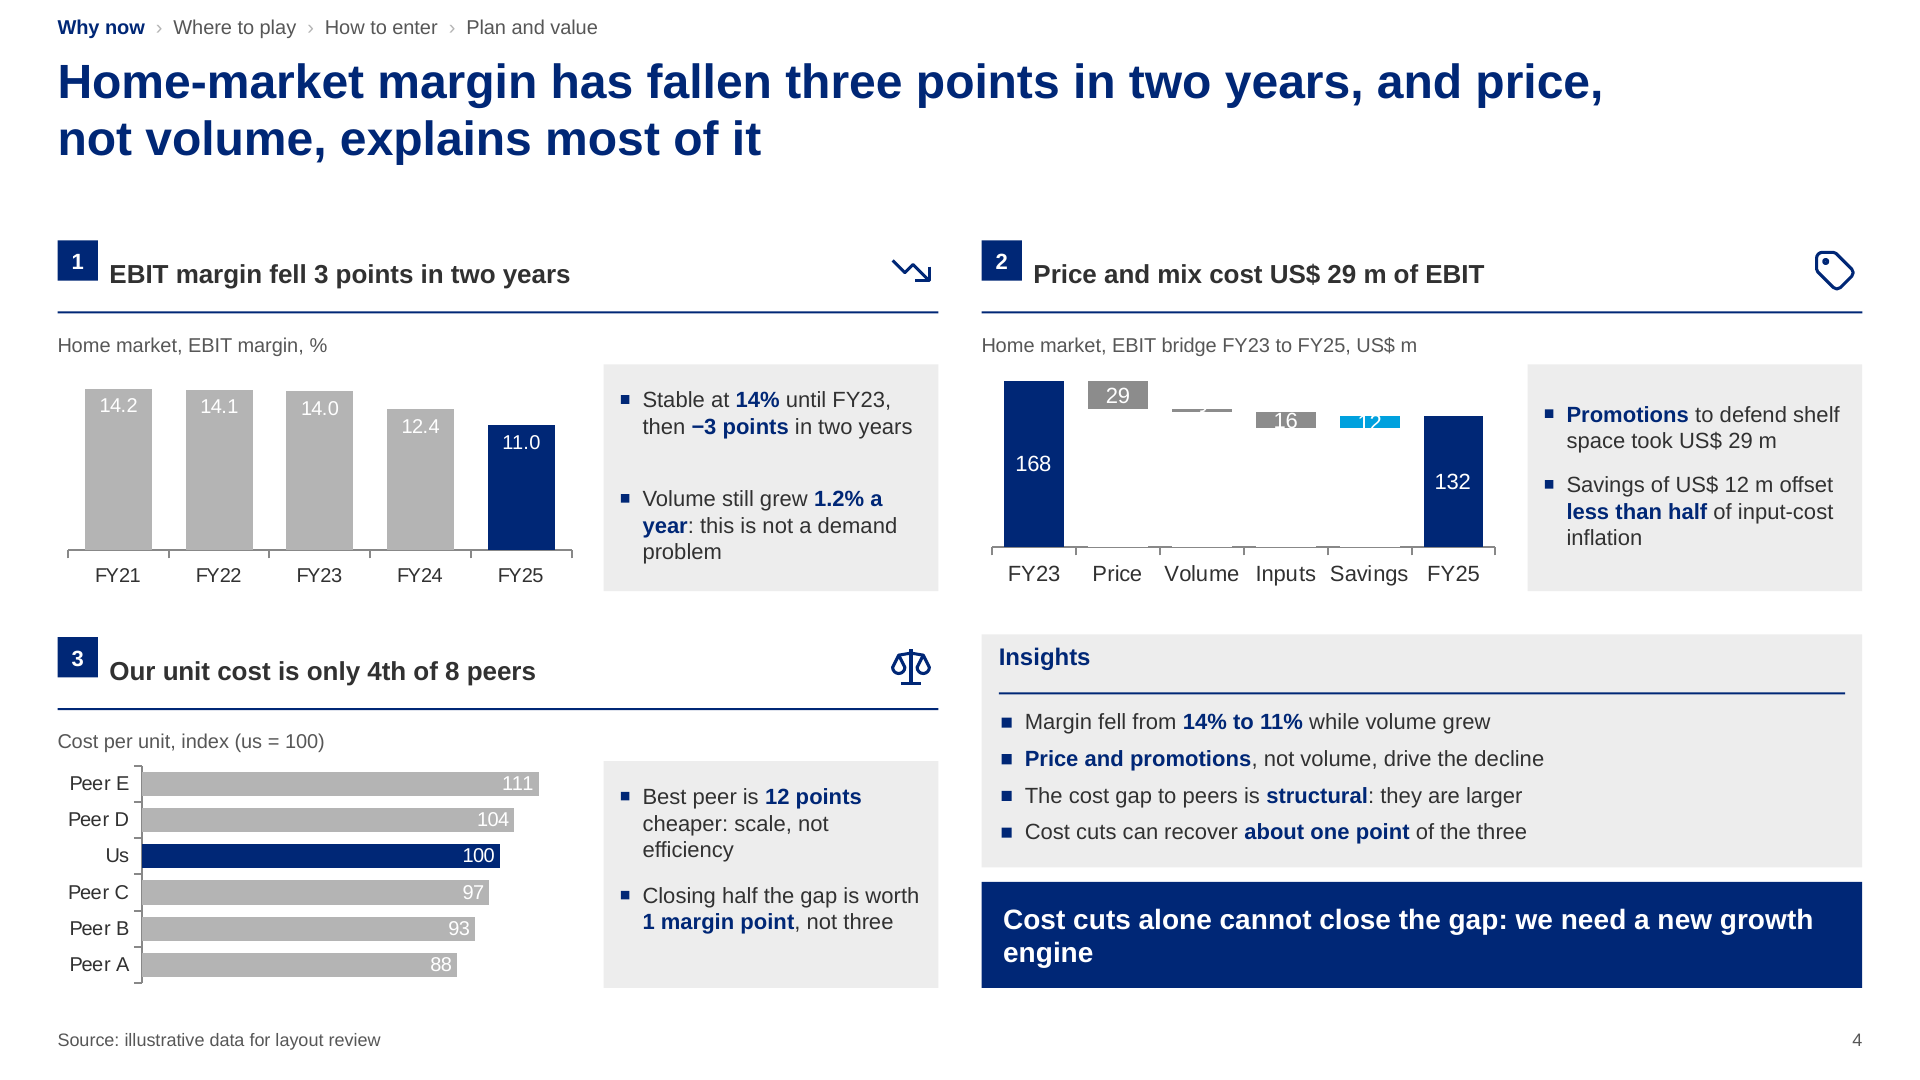 Why now › Where to play › How to enter › Plan and value
Home-market margin has fallen three points in two years, and price,
not volume, explains most of it
1 EBIT margin fell 3 points in two years
Home market, EBIT margin, %
14.2 14.1 14.0 12.4 11.0
FY21 FY22 FY23 FY24 FY25
Stable at 14% until FY23,
then −3 points in two years
Volume still grew 1.2% a
year: this is not a demand
problem
2 Price and mix cost US$ 29 m of EBIT
Home market, EBIT bridge FY23 to FY25, US$ m
168 29 16 12 132
FY23 Price Volume Inputs Savings FY25
Promotions to defend shelf
space took US$ 29 m
Savings of US$ 12 m offset
less than half of input-cost
inflation
3 Our unit cost is only 4th of 8 peers
Cost per unit, index (us = 100)
Peer E 111
Peer D 104
Us 100
Peer C 97
Peer B 93
Peer A 88
Best peer is 12 points
cheaper: scale, not
efficiency
Closing half the gap is worth
1 margin point, not three
Insights
Margin fell from 14% to 11% while volume grew
Price and promotions, not volume, drive the decline
The cost gap to peers is structural: they are larger
Cost cuts can recover about one point of the three
Cost cuts alone cannot close the gap: we need a new growth
engine
Source: illustrative data for layout review
4